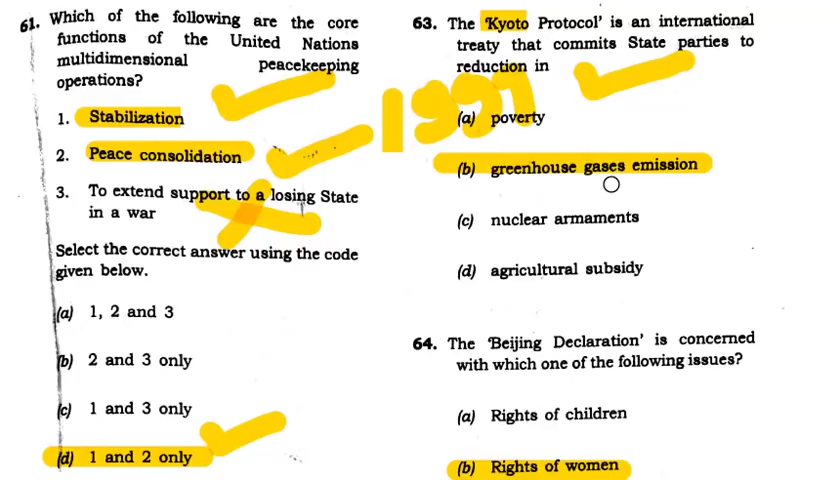 61. Which of the following are the core
functions of the United Nations
multidimensional peacekeeping
operations?
1. Stabilization
2. Peace consolidation
3. To extend support to a losing State
in a war
Select the correct answer using the code
given below.
(a) 1, 2 and 3
(b) 2 and 3 only
(c) 1 and 3 only
(d) 1 and 2 only
63. The 'Kyoto Protocol' is an international
treaty that commits State parties to
reduction in
1997
(a) poverty
(b) greenhouse gases emission
(c) nuclear armaments
(d) agricultural subsidy
64. The 'Beijing Declaration' is concerned
with which one of the following issues?
(a) Rights of children
(b) Rights of women